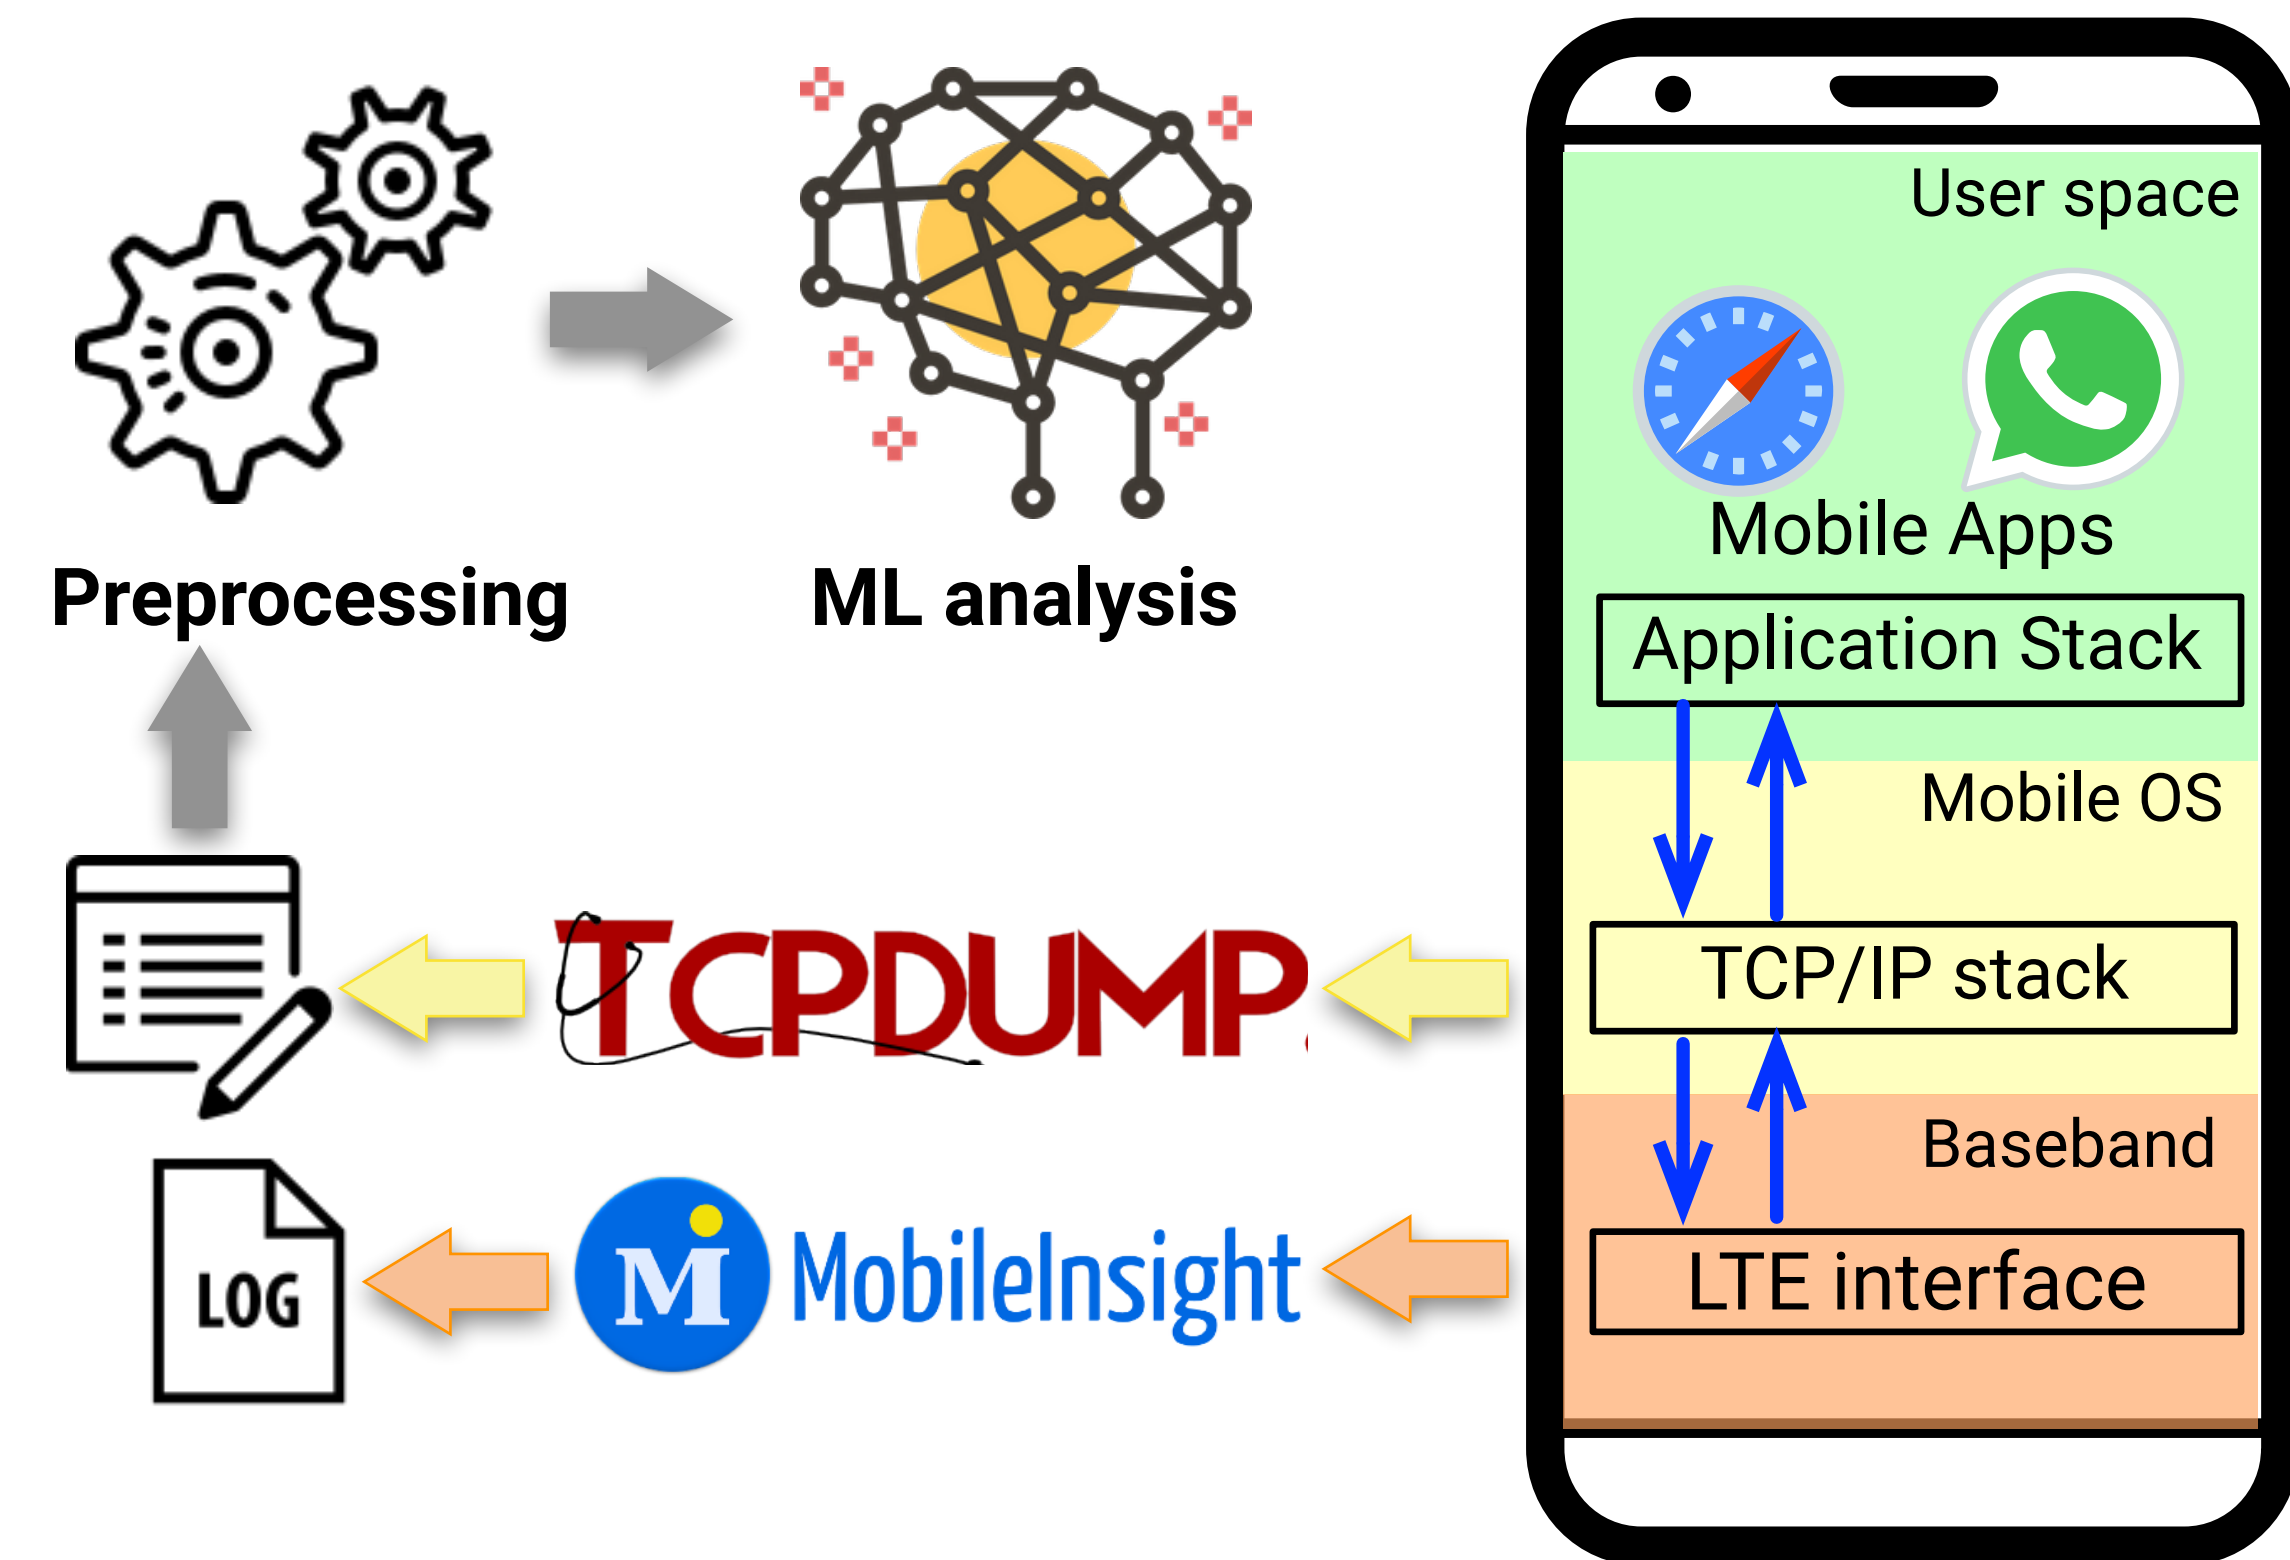 Preprocessing
ML analysis
User space
Mobile Apps
Application Stack
Mobile OS
TCPDUMP
TCP/IP stack
Baseband
LOG
M
MobileInsight
LTE interface